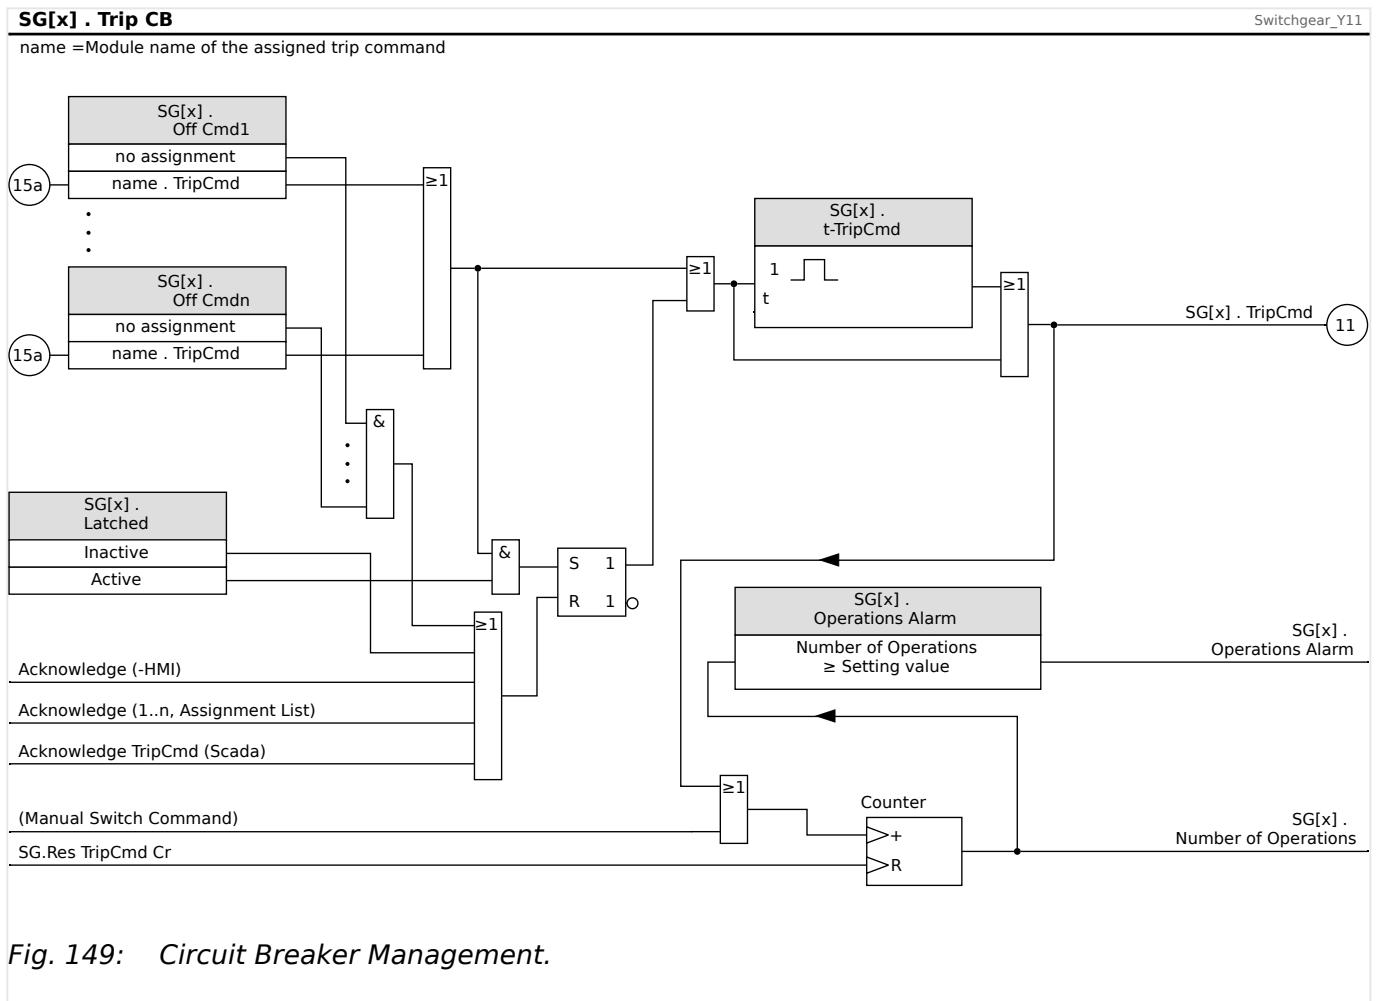 SG[x] . Trip CB
Switchgear_Y11
name =Module name of the assigned trip command
SG[x] .
Off Cmd1
no assignment
15a
name . TripCmd
≥1
SG[x] .
Off Cmdn
no assignment
15a
name . TripCmd
≥1
SG[x] .
t-TripCmd
1
t
≥1
SG[x] . TripCmd
11
&
SG[x] .
Latched
Inactive
Active
&
S 1
R 1
≥1
Acknowledge (-HMI)
Acknowledge (1..n, Assignment List)
Acknowledge TripCmd (Scada)
SG[x] .
Operations Alarm
Number of Operations
≥ Setting value
SG[x] .
Operations Alarm
≥1
(Manual Switch Command)
SG.Res TripCmd Cr
Counter
+
R
SG[x] .
Number of Operations
Fig. 149: Circuit Breaker Management.